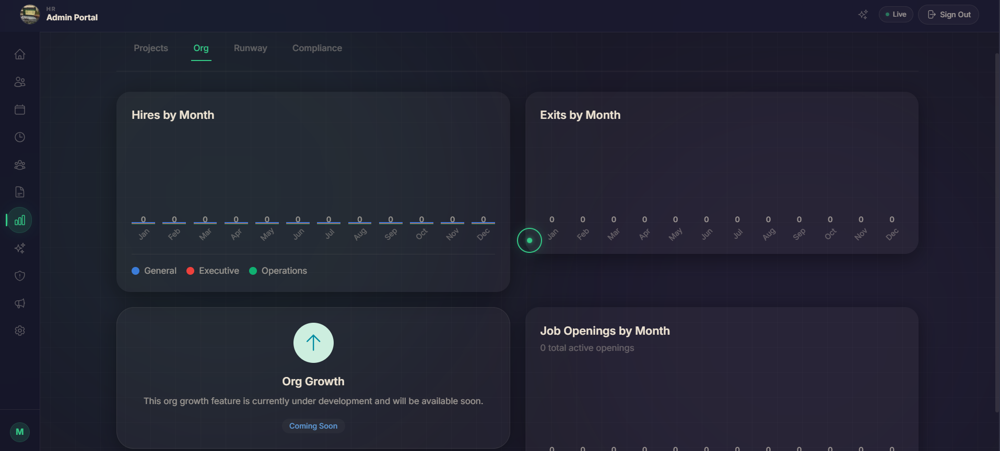 HR
Admin Portal
Live
Sign Out
Projects
Org
Runway
Compliance
Hires by Month
0 0 0 0 0 0 0 0 0 0 0 0
Jan Feb Mar Apr May Jun Jul Aug Sep Oct Nov Dec
General
Executive
Operations
Exits by Month
0 0 0 0 0 0 0 0 0 0 0 0
Jan Feb Mar Apr May Jun Jul Aug Sep Oct Nov Dec
Org Growth
This org growth feature is currently under development and will be available soon.
Coming Soon
Job Openings by Month
0 total active openings
0 0 0 0 0 0 0 0 0 0 0 0
M